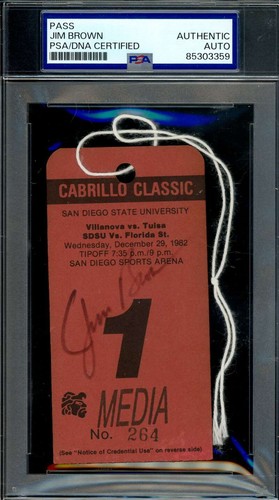 PASS
JIM BROWN
PSA/DNA CERTIFIED
AUTHENTIC
AUTO
85303359
PSA
CABRILLO CLASSIC
SAN DIEGO STATE UNIVERSITY
Villanova vs. Tulsa
SDSU Vs. Florida St.
Wednesday, December 29, 1982
TIPOFF 7:35 p.m./9 p.m.
SAN DIEGO SPORTS ARENA
Jim Brown
1
MEDIA
No. 264
(See "Notice of Credential Use" on reverse side)